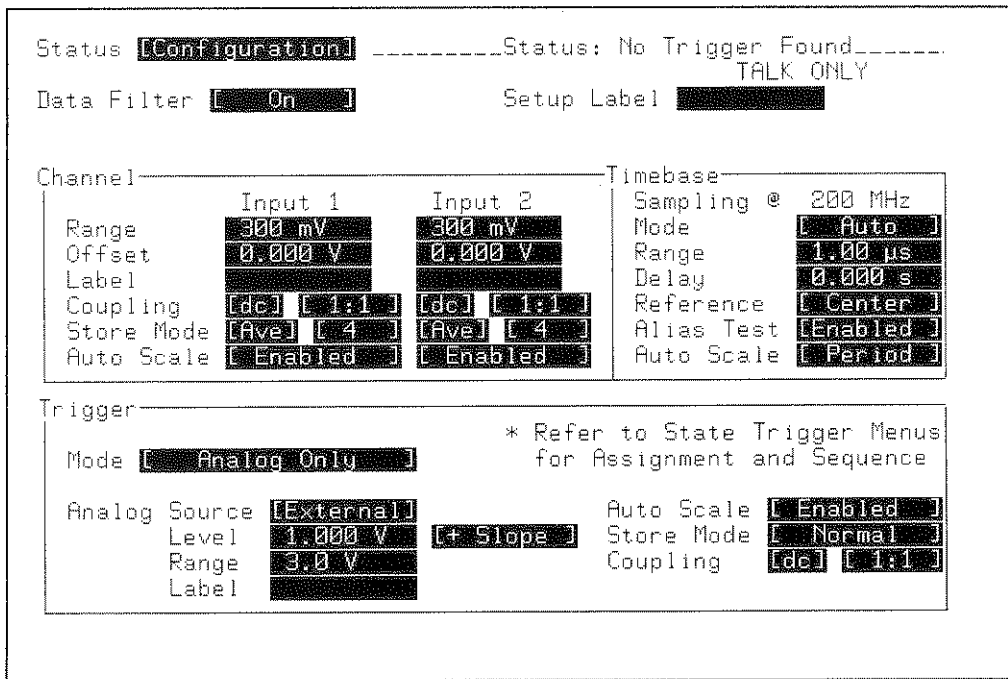 Status [Configuration] _________Status: No Trigger Found______
TALK ONLY
Data Filter [ On ] Setup Label
Channel
Input 1 Input 2
Range 300 mV 300 mV
Offset 0.000 V 0.000 V
Label
Coupling [dc] [ 1:1 ] [dc] [ 1:1 ]
Store Mode [Ave] [ 4 ] [Ave] [ 4 ]
Auto Scale [ Enabled ] [ Enabled ]
Timebase
Sampling @ 200 MHz
Mode [ Auto ]
Range 1.00 µs
Delay 0.000 s
Reference [ Center ]
Alias Test [Enabled]
Auto Scale [ Period ]
Trigger
Mode [ Analog Only ]
* Refer to State Trigger Menus
for Assignment and Sequence
Analog Source [External]
Level 1.000 V [+ Slope ]
Range 3.0 V
Label
Auto Scale [ Enabled ]
Store Mode [ Normal ]
Coupling [dc] [ 1:1 ]